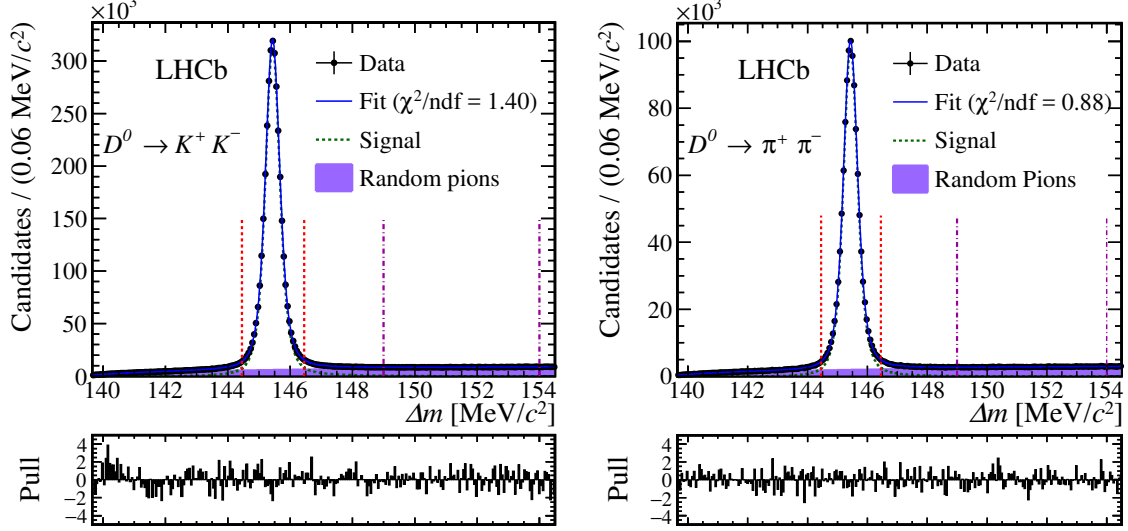 ×10³
Candidates / (0.06 MeV/c²)
300
250
200
150
100
50
0
LHCb
D⁰ → K⁺ K⁻
Data
Fit (χ²/ndf = 1.40)
Signal
Random pions
140 142 144 146 148 150 152 154
Δm [MeV/c²]
Pull
4
2
0
−2
−4
×10³
Candidates / (0.06 MeV/c²)
100
80
60
40
20
0
LHCb
D⁰ → π⁺ π⁻
Data
Fit (χ²/ndf = 0.88)
Signal
Random Pions
140 142 144 146 148 150 152 154
Δm [MeV/c²]
Pull
4
2
0
−2
−4